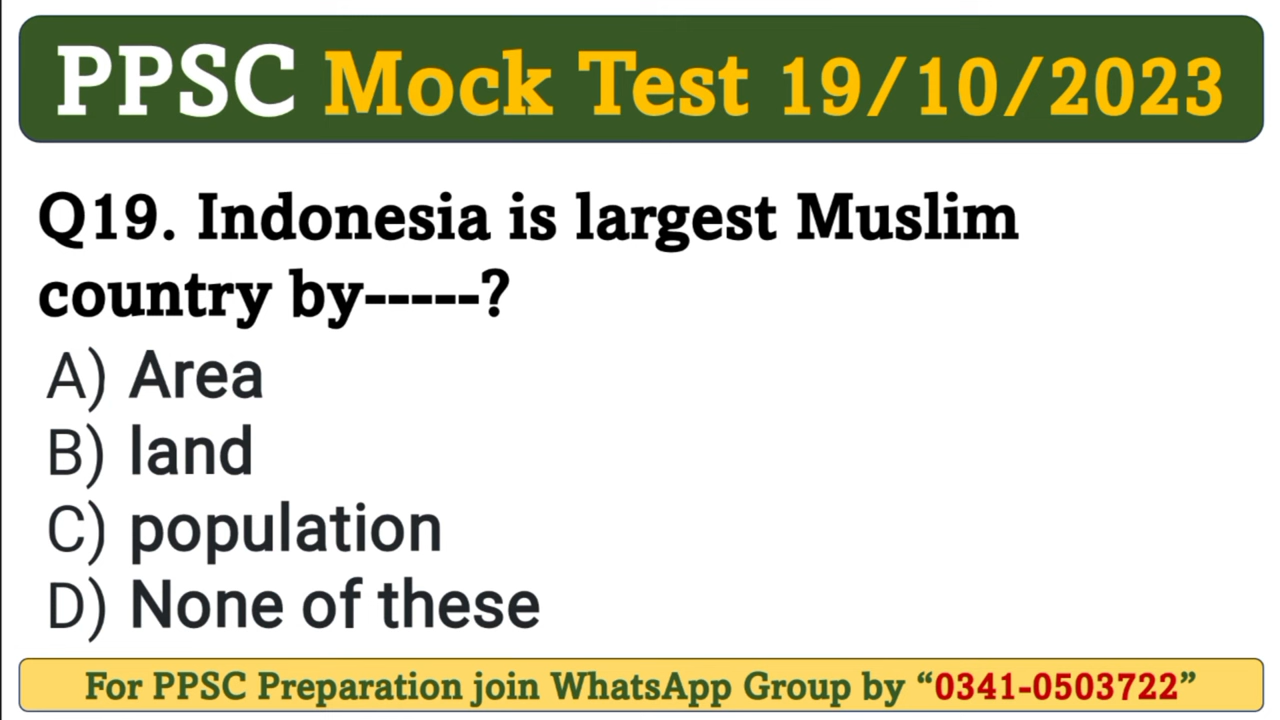 PPSC Mock Test 19/10/2023
Q19. Indonesia is largest Muslim
country by-----?
A) Area
B) land
C) population
D) None of these
For PPSC Preparation join WhatsApp Group by “0341-0503722”